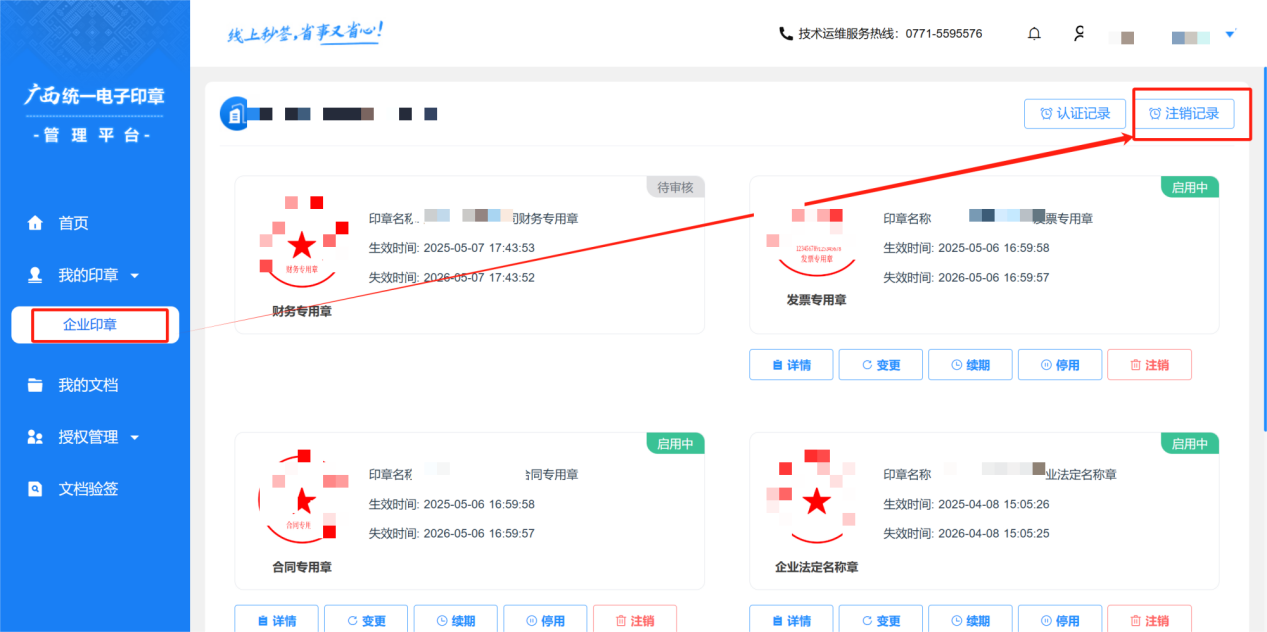 线上秒签,省事又省心!
技术运维服务热线：0771-5595576
广西统一电子印章
-管 理 平 台-
首页
我的印章
企业印章
我的文档
授权管理
文档验签
认证记录
注销记录
待审核
印章名称 司财务专用章
生效时间: 2025-05-07 17:43:53
失效时间: 2026-05-07 17:43:52
财务专用章
财务专用章
启用中
印章名称 发票专用章
生效时间: 2025-05-06 16:59:58
失效时间: 2026-05-06 16:59:57
发票专用章
发票专用章
详情 变更 续期 停用 注销
启用中
印章名称 合同专用章
生效时间: 2025-05-06 16:59:58
失效时间: 2026-05-06 16:59:57
合同专用
合同专用章
详情 变更 续期 停用 注销
启用中
印章名称 业法定名称章
生效时间: 2025-04-08 15:05:26
失效时间: 2026-04-08 15:05:25
企业法定名称章
详情 变更 续期 停用 注销